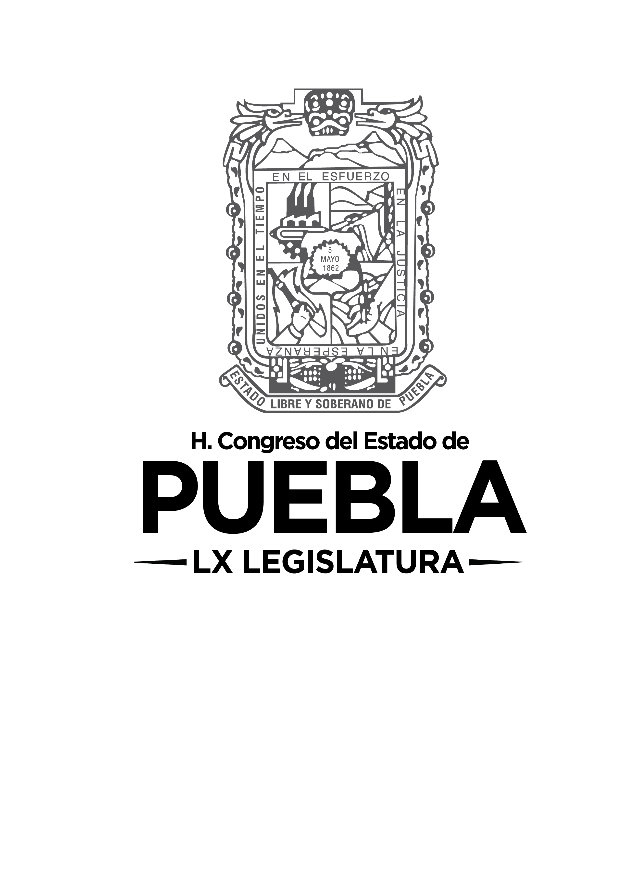 EN EL ESFUERZO
EN LA JUSTICIA
EN LA ESPERANZA
UNIDOS EN EL TIEMPO
5
MAYO
1862
ESTADO LIBRE Y SOBERANO DE PUEBLA
H. Congreso del Estado de
PUEBLA
LX LEGISLATURA